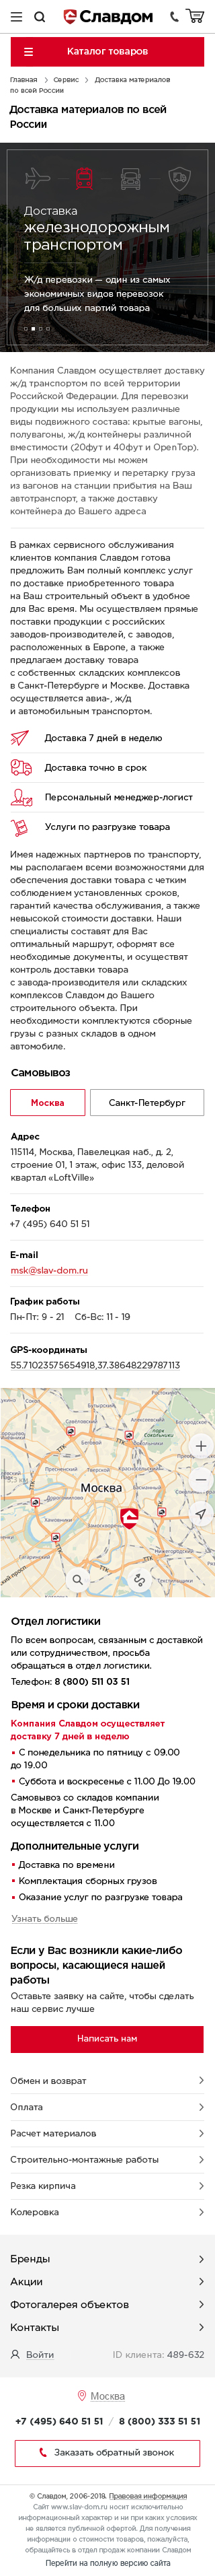 Славдом
Каталог товаров
Главная > Сервис > Доставка материалов
по всей России
Доставка материалов по всей
России
Доставка
железнодорожным
транспортом
Ж/д перевозки — один из самых
экономичных видов перевозок
для больших партий товара
Компания Славдом осуществляет доставку
ж/д транспортом по всей территории
Российской Федерации. Для перевозки
продукции мы используем различные
виды подвижного состава: крытые вагоны,
полувагоны, ж/д контейнеры различной
вместимости (20фут и 40фут и OpenTop).
При необходимости мы можем
организовать приемку и перетарку груза
из вагонов на станции прибытия на Ваш
автотранспорт, а также доставку
контейнера до Вашего адреса
В рамках сервисного обслуживания
клиентов компания Славдом готова
предложить Вам полный комплекс услуг
по доставке приобретенного товара
на Ваш строительный объект в удобное
для Вас время. Мы осуществляем прямые
поставки продукции с российских
заводов-производителей, с заводов,
расположенных в Европе, а также
предлагаем доставку товара
с собственных складских комплексов
в Санкт-Петербурге и Москве. Доставка
осуществляется авиа-, ж/д
и автомобильным транспортом.
Доставка 7 дней в неделю
Доставка точно в срок
Персональный менеджер-логист
Услуги по разгрузке товара
Имея надежных партнеров по транспорту,
мы располагаем всеми возможностями для
обеспечения доставки товара с четким
соблюдением установленных сроков,
гарантий качества обслуживания, а также
невысокой стоимости доставки. Наши
специалисты составят для Вас
оптимальный маршрут, оформят все
необходимые документы, и осуществят
контроль доставки товара
с завода-производителя или складских
комплексов Славдом до Вашего
строительного объекта. При
необходимости комплектуются сборные
грузы с разных складов в одном
автомобиле.
Самовывоз
Москва
Санкт-Петербург
Адрес
115114, Москва, Павелецкая наб., д. 2,
строение 01, 1 этаж, офис 133, деловой
квартал «LoftVille»
Телефон
+7 (495) 640 51 51
E-mail
msk@slav-dom.ru
График работы
Пн-Пт: 9 - 21 Сб-Вс: 11 - 19
GPS-координаты
55.71023575654918,37.38648229787113
Москва
Отдел логистики
По всем вопросам, связанным с доставкой
или сотрудничеством, просьба
обращаться в отдел логистики.
Телефон: 8 (800) 511 03 51
Время и сроки доставки
Компания Славдом осуществляет
доставку 7 дней в неделю
С понедельника по пятницу с 09.00
до 19.00
Суббота и воскресенье с 11.00 До 19.00
Самовывоз со складов компании
в Москве и Санкт-Петербурге
осуществляется с 11.00
Дополнительные услуги
Доставка по времени
Комплектация сборных грузов
Оказание услуг по разгрузке товара
Узнать больше
Если у Вас возникли какие-либо
вопросы, касающиеся нашей
работы
Оставьте заявку на сайте, чтобы сделать
наш сервис лучше
Написать нам
Обмен и возврат
Оплата
Расчет материалов
Строительно-монтажные работы
Резка кирпича
Колеровка
Бренды
Акции
Фотогалерея объектов
Контакты
Войти
ID клиента: 489-632
Москва
+7 (495) 640 51 51 / 8 (800) 333 51 51
Заказать обратный звонок
© Славдом, 2006-2018. Правовая информация
Сайт www.slav-dom.ru носит исключительно
информационный характер и ни при каких условиях
не является публичной офертой. Для получения
информации о стоимости товаров, пожалуйста,
обращайтесь в отдел продаж компании Славдом
Перейти на полную версию сайта